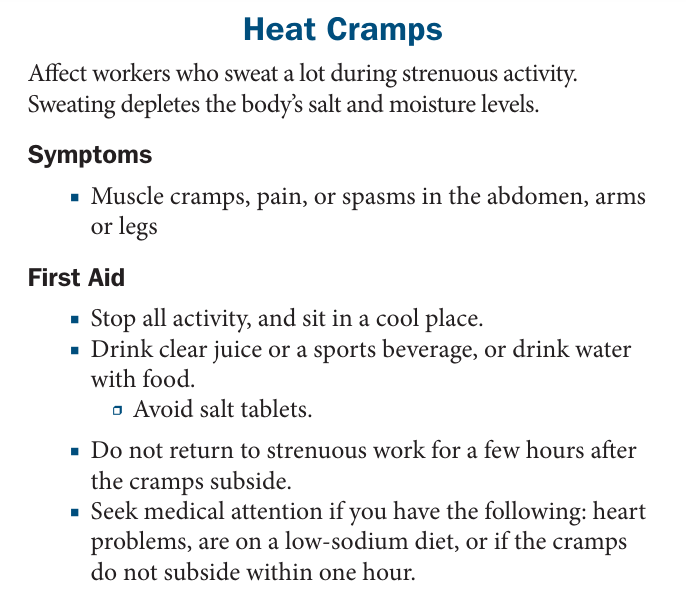 Heat Cramps
Affect workers who sweat a lot during strenuous activity.
Sweating depletes the body’s salt and moisture levels.
Symptoms
Muscle cramps, pain, or spasms in the abdomen, arms
or legs
First Aid
Stop all activity, and sit in a cool place.
Drink clear juice or a sports beverage, or drink water
with food.
Avoid salt tablets.
Do not return to strenuous work for a few hours after
the cramps subside.
Seek medical attention if you have the following: heart
problems, are on a low-sodium diet, or if the cramps
do not subside within one hour.